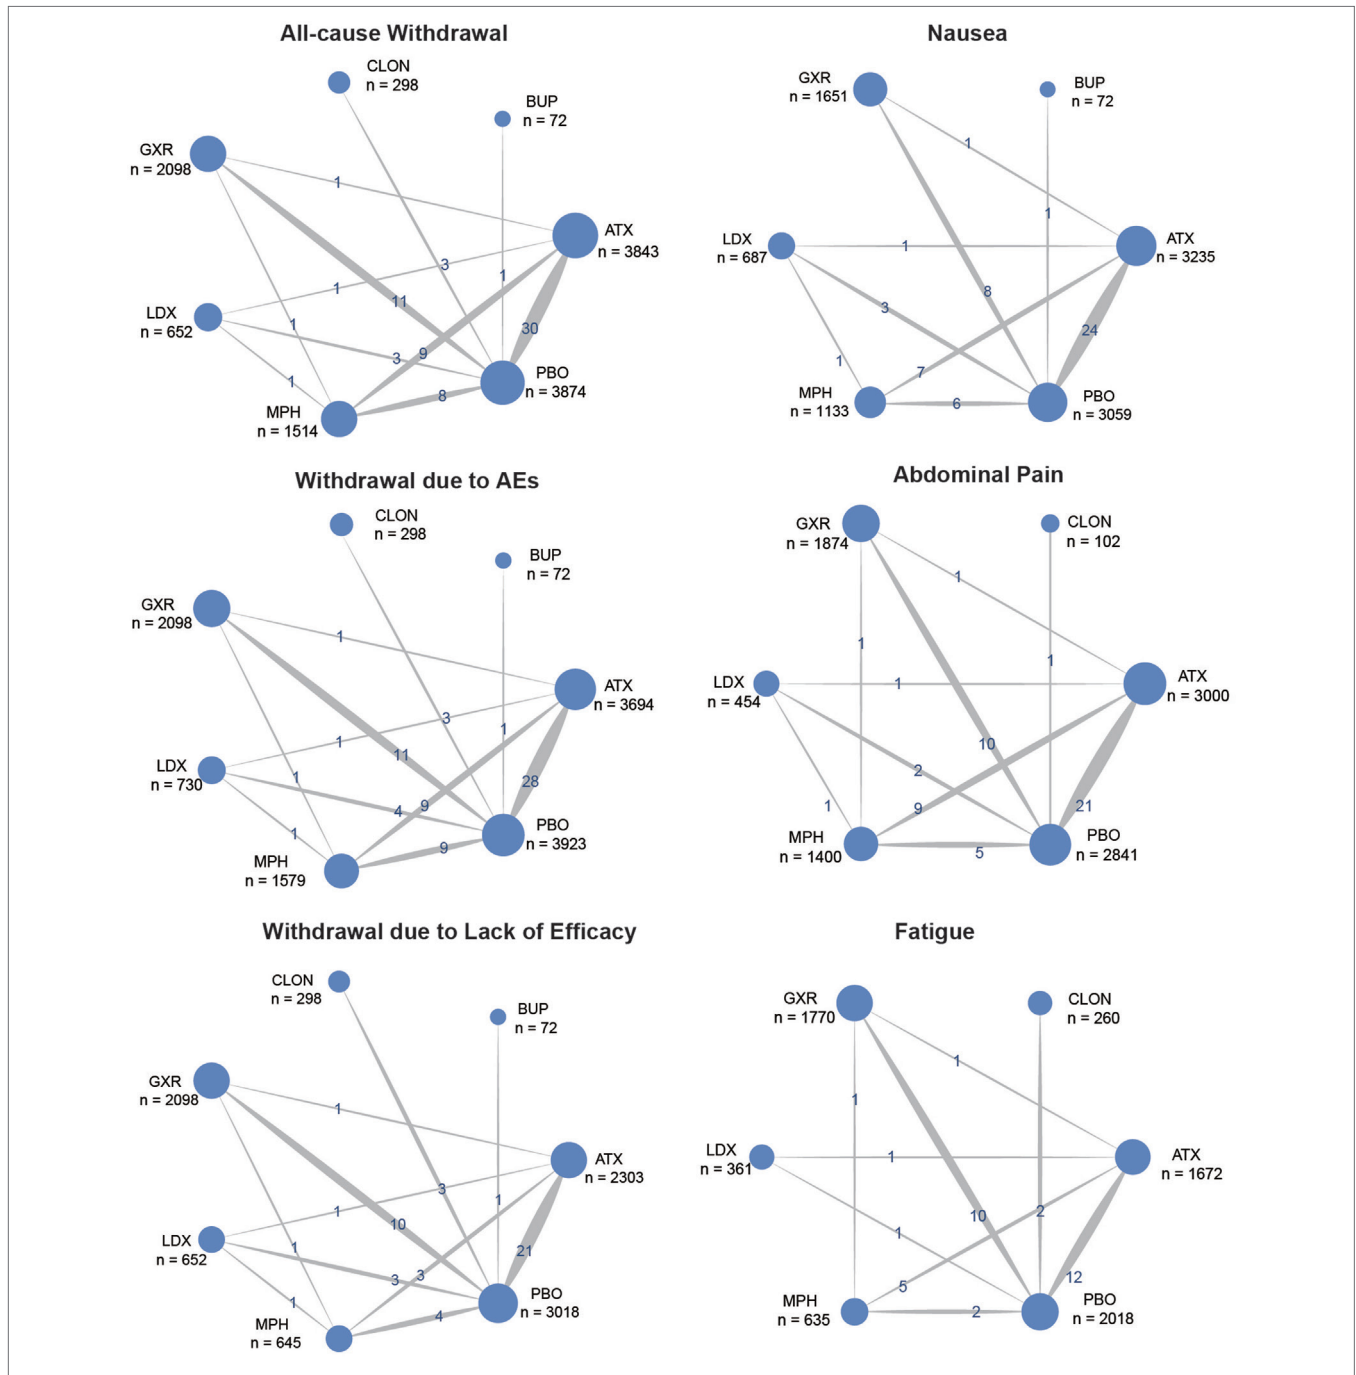 All-cause Withdrawal
CLON
n = 298
BUP
n = 72
GXR
n = 2098
1
ATX
n = 3843
3
1
1
11
LDX
n = 652
1
30
3
9
PBO
n = 3874
1
8
MPH
n = 1514
Nausea
GXR
n = 1651
BUP
n = 72
1
1
LDX
n = 687
1
ATX
n = 3235
8
3
24
1
7
MPH
n = 1133
6
PBO
n = 3059
Withdrawal due to AEs
CLON
n = 298
BUP
n = 72
GXR
n = 2098
1
ATX
n = 3694
3
1
1
11
LDX
n = 730
1
28
4
9
PBO
n = 3923
1
9
MPH
n = 1579
Abdominal Pain
GXR
n = 1874
CLON
n = 102
1
1
1
LDX
n = 454
1
ATX
n = 3000
10
2
1
9
21
MPH
n = 1400
5
PBO
n = 2841
Withdrawal due to Lack of Efficacy
CLON
n = 298
BUP
n = 72
GXR
n = 2098
1
ATX
n = 2303
3
1
1
10
LDX
n = 652
1
21
3
3
PBO
n = 3018
1
4
MPH
n = 645
Fatigue
GXR
n = 1770
CLON
n = 260
1
1
LDX
n = 361
1
ATX
n = 1672
10
2
1
5
12
MPH
n = 635
2
PBO
n = 2018